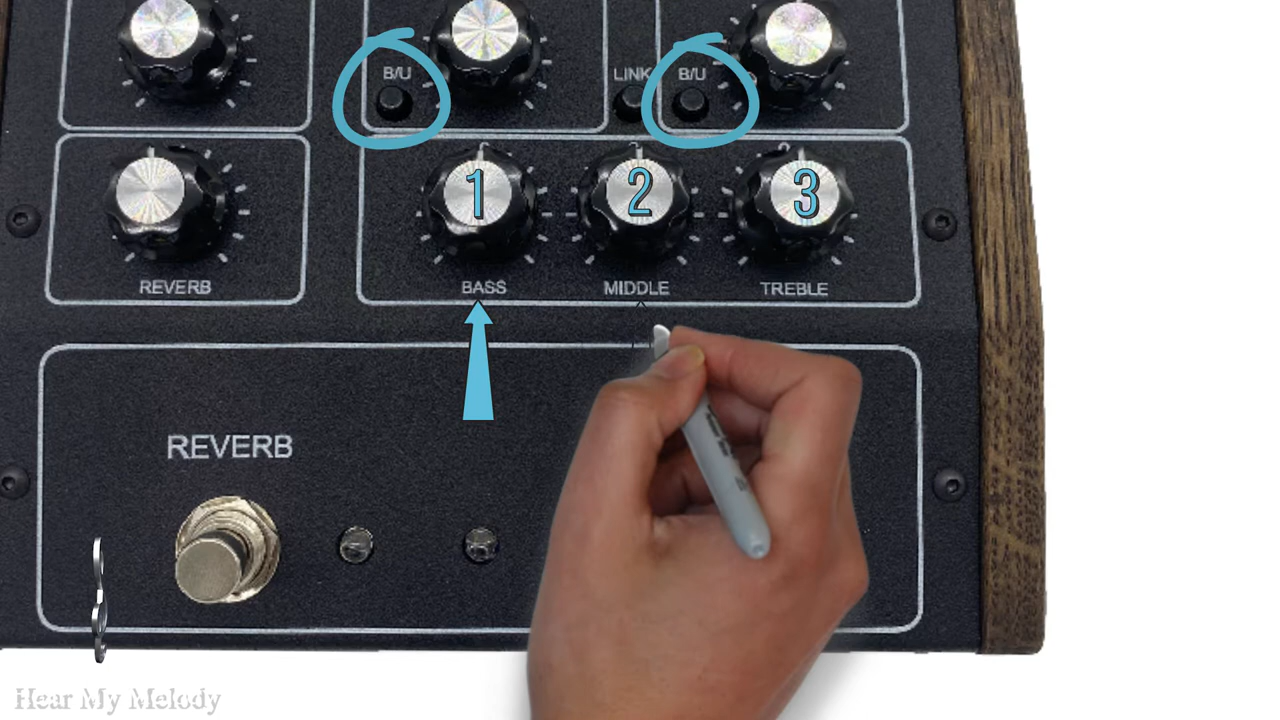 B/U
LINK
B/U
1
2
3
REVERB
BASS
MIDDLE
TREBLE
REVERB
Hear My Melody